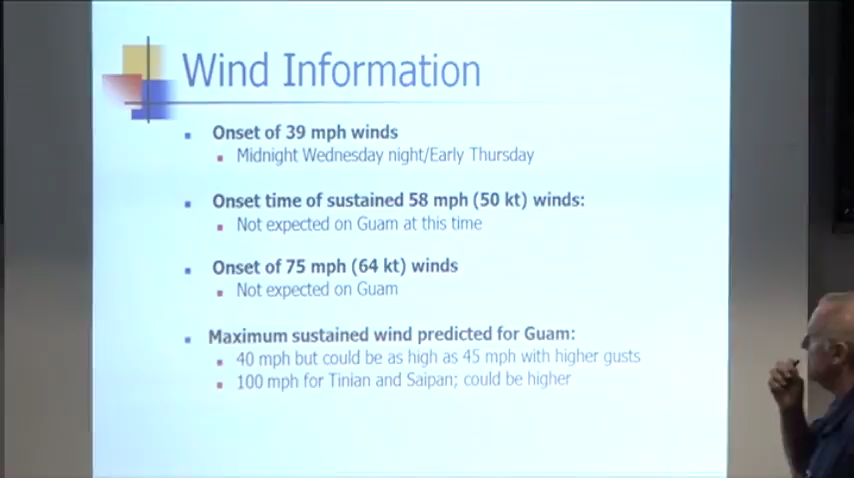 Wind Information
Onset of 39 mph winds
Midnight Wednesday night/Early Thursday
Onset time of sustained 58 mph (50 kt) winds:
Not expected on Guam at this time
Onset of 75 mph (64 kt) winds
Not expected on Guam
Maximum sustained wind predicted for Guam:
40 mph but could be as high as 45 mph with higher gusts
100 mph for Tinian and Saipan; could be higher